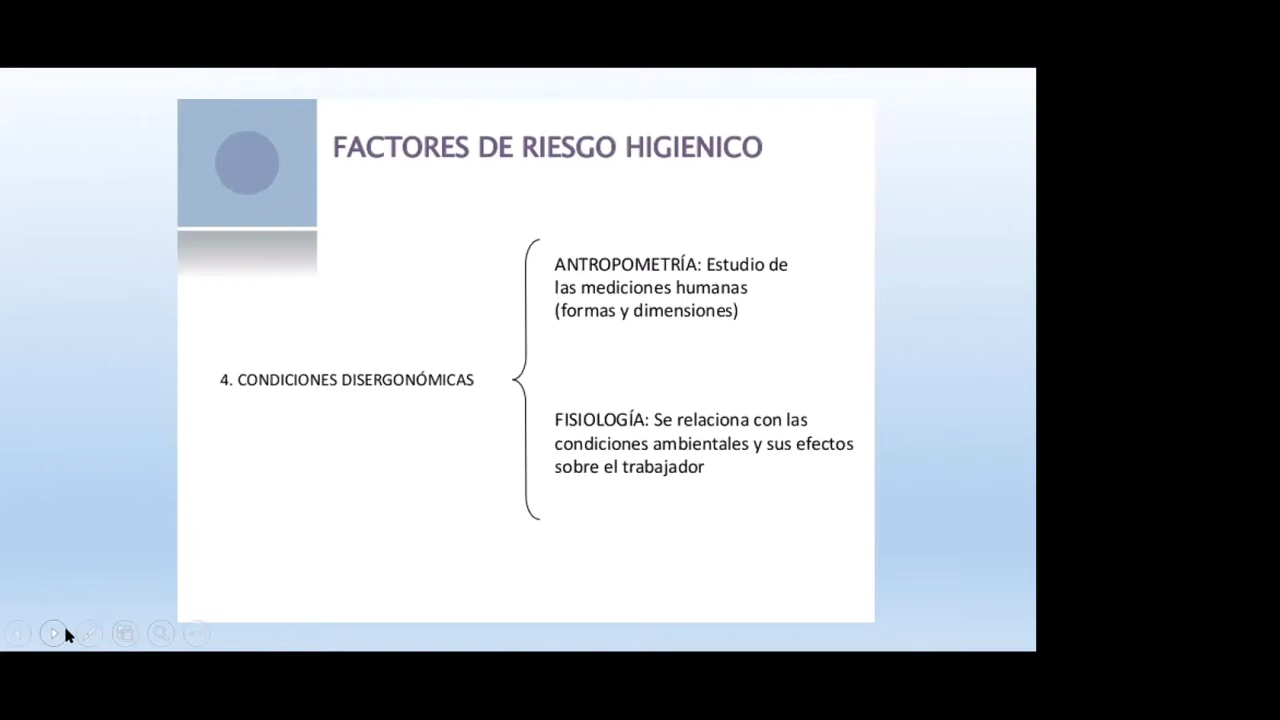 FACTORES DE RIESGO HIGIENICO
ANTROPOMETRÍA: Estudio de
las mediciones humanas
(formas y dimensiones)
4. CONDICIONES DISERGONÓMICAS
FISIOLOGÍA: Se relaciona con las
condiciones ambientales y sus efectos
sobre el trabajador